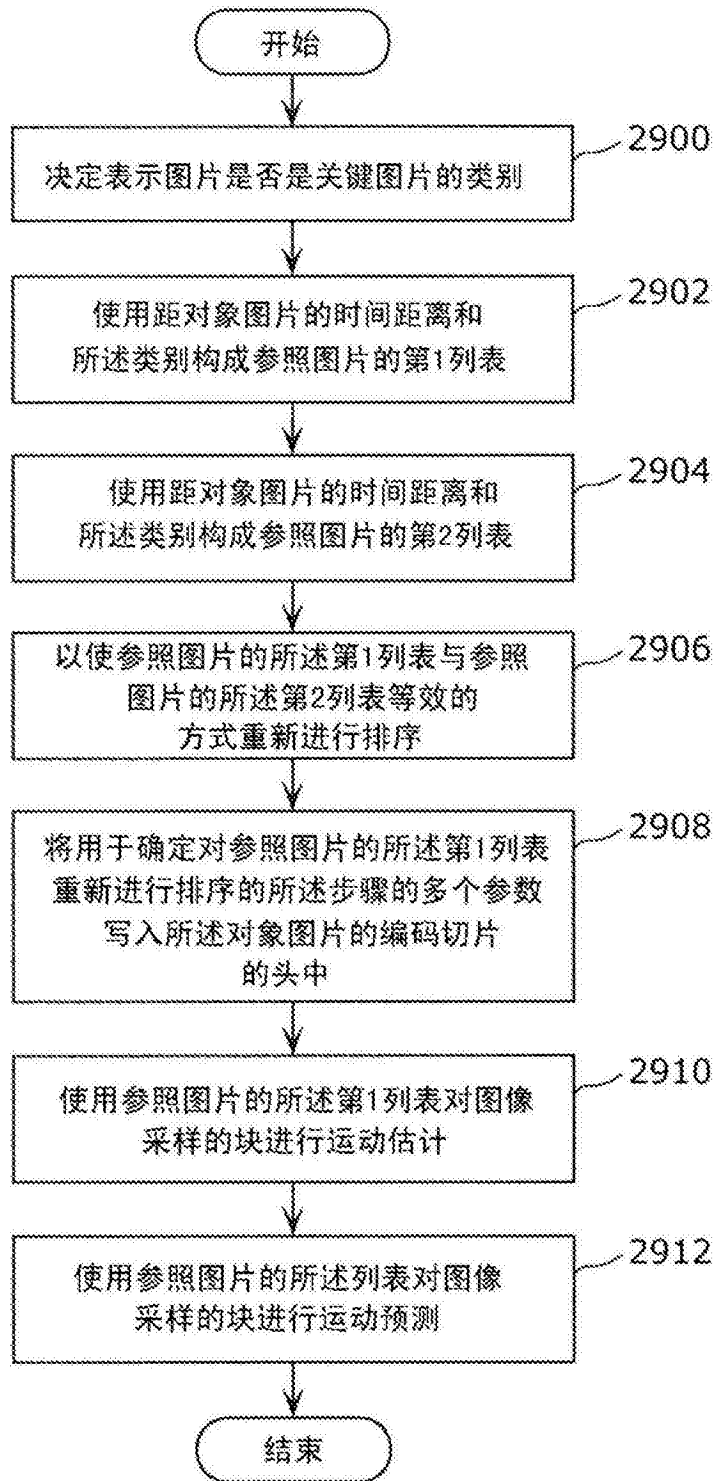 开始
2900
决定表示图片是否是关键图片的类别
2902
使用距对象图片的时间距离和
所述类别构成参照图片的第1列表
2904
使用距对象图片的时间距离和
所述类别构成参照图片的第2列表
2906
以使参照图片的所述第1列表与参照
图片的所述第2列表等效的
方式重新进行排序
2908
将用于确定对参照图片的所述第1列表
重新进行排序的所述步骤的多个参数
写入所述对象图片的编码切片
的头中
2910
使用参照图片的所述第1列表对图像
采样的块进行运动估计
2912
使用参照图片的所述列表对图像
采样的块进行运动预测
结束